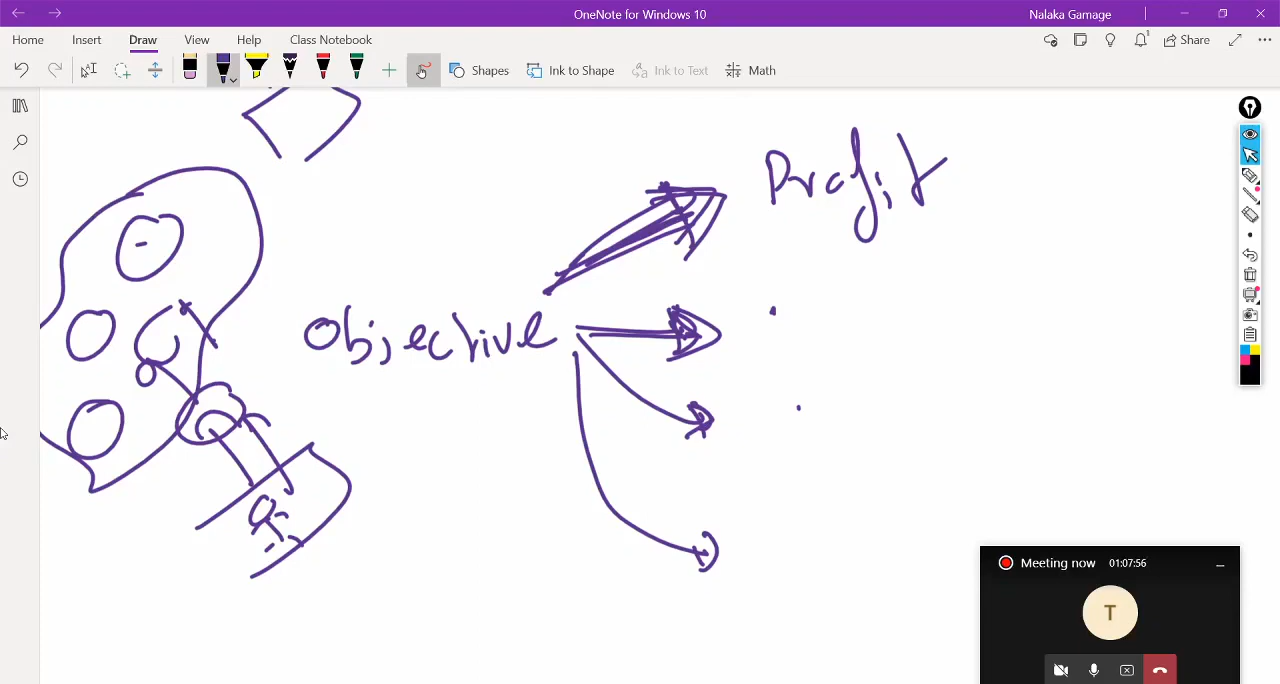 OneNote for Windows 10
Nalaka Gamage
Home Insert Draw View Help Class Notebook
Shapes Ink to Shape Ink to Text Math
Share
Profit
Objective
Meeting now 01:07:56
T